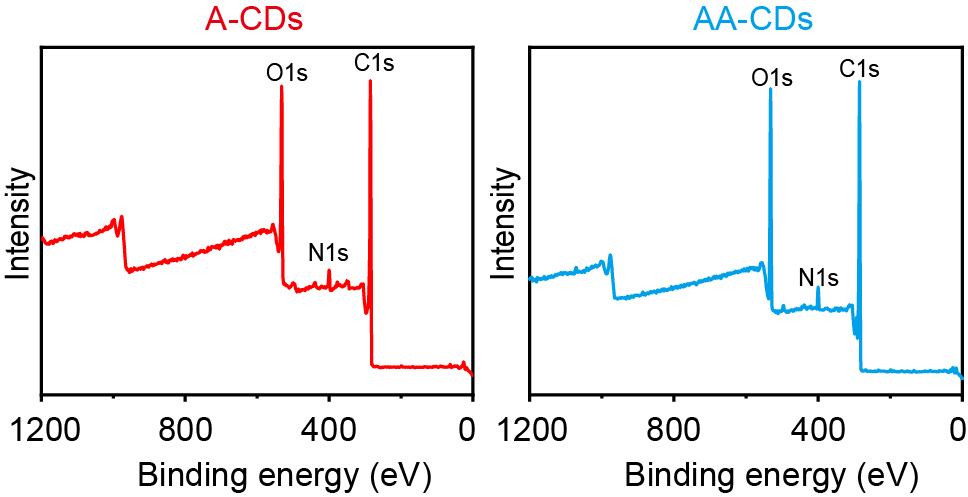 A-CDs
AA-CDs
O1s
C1s
N1s
Intensity
1200 800 400 0
Binding energy (eV)
O1s
C1s
N1s
Intensity
1200 800 400 0
Binding energy (eV)